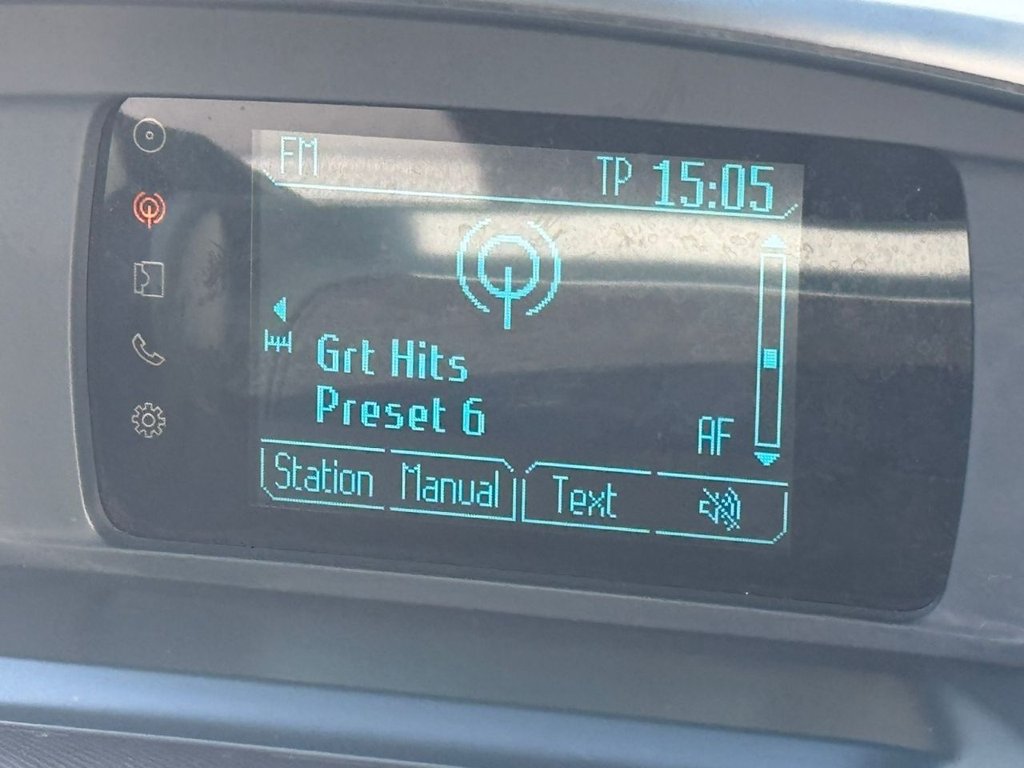 FM TP 15:05
Grt Hits
Preset 6
AF
Station Manual Text